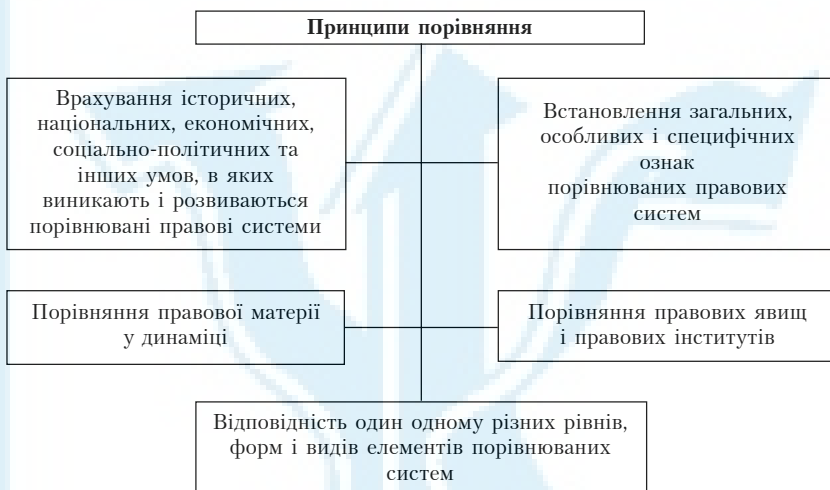 Принципи порівняння
Врахування історичних,
національних, економічних,
соціально-політичних та
інших умов, в яких
виникають і розвиваються
порівнювані правові системи
Встановлення загальних,
особливих і специфічних
ознак
порівнюваних правових
систем
Порівняння правової матерії
у динаміці
Порівняння правових явищ
і правових інститутів
Відповідність один одному різних рівнів,
форм і видів елементів порівнюваних
систем